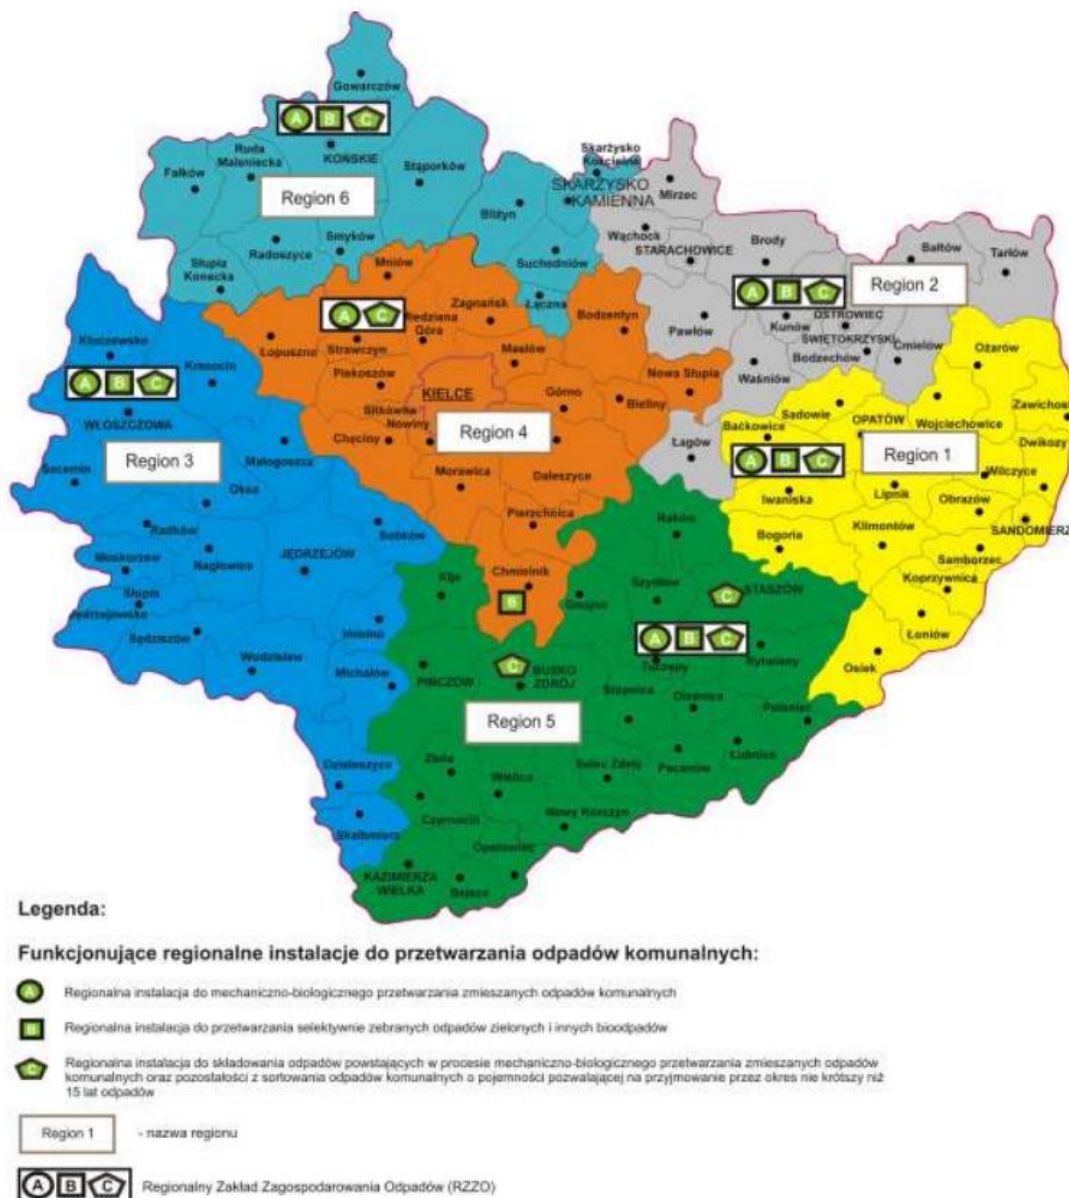 Gowarczów
A B C
KOŃSKIE
Ruda
Maleniecka
Fałków
Stąporków
Region 6
Smyków
Radoszyce
Słupia
Konecka
Skarżysko
Kościelne
SKARŻYSKO
KAMIENNA
Bliżyn
Suchedniów
Łączna
Mirzec
Wąchock
STARACHOWICE
Brody
Bałtów
Tarłów
Region 2
A B C
Pawłów
Kunów
OSTROWIEC
ŚWIĘTOKRZYSKI
Bodzechów
Ćmielów
Waśniów
Łagów
Mniów
A C
Zagnańsk
Bodzentyn
Łopuszno
Strawczyn
Miedziana
Góra
Masłów
Piekoszów
Nowa Słupia
KIELCE
Górno
Bieliny
Sitkówka
Nowiny
Chęciny
Region 4
Morawica
Daleszyce
Pierzchnica
Chmielnik
B
Kluczewsko
Krasocin
A B C
WŁOSZCZOWA
Region 3
Małogoszcz
Secemin
Oksa
Radków
Sobków
Moskorzew
Nagłowice
JĘDRZEJÓW
Słupia
Jędrzejowska
Sędziszów
Imielno
Wodzisław
Michałów
Działoszyce
Skalbmierz
Ożarów
Sadowie
Zawichost
Baćkowice
OPATÓW
Wojciechowice
Dwikozy
A B C
Region 1
Wilczyce
Iwaniska
Lipnik
Obrazów
SANDOMIERZ
Bogoria
Klimontów
Samborzec
Koprzywnica
Łoniów
Osiek
Raków
Kije
Szydłów
C
STASZÓW
Gnojno
A B C
Tuczępy
Rytwiany
PIŃCZÓW
C
BUSKO
ZDRÓJ
Stopnica
Oleśnica
Połaniec
Region 5
Łubnice
Pacanów
Solec Zdrój
Złota
Wiślica
Czarnocin
Nowy Korczyn
Opatowiec
KAZIMIERZA
WIELKA
Bejsce
Legenda:
Funkcjonujące regionalne instalacje do przetwarzania odpadów komunalnych:
A Regionalna instalacja do mechaniczno-biologicznego przetwarzania zmieszanych odpadów komunalnych
B Regionalna instalacja do przetwarzania selektywnie zebranych odpadów zielonych i innych bioodpadów
C Regionalna instalacja do składowania odpadów powstających w procesie mechaniczno-biologicznego przetwarzania zmieszanych odpadów
komunalnych oraz pozostałości z sortowania odpadów komunalnych o pojemności pozwalającej na przyjmowanie przez okres nie krótszy niż
15 lat odpadów
Region 1 - nazwa regionu
A B C Regionalny Zakład Zagospodarowania Odpadów (RZZO)